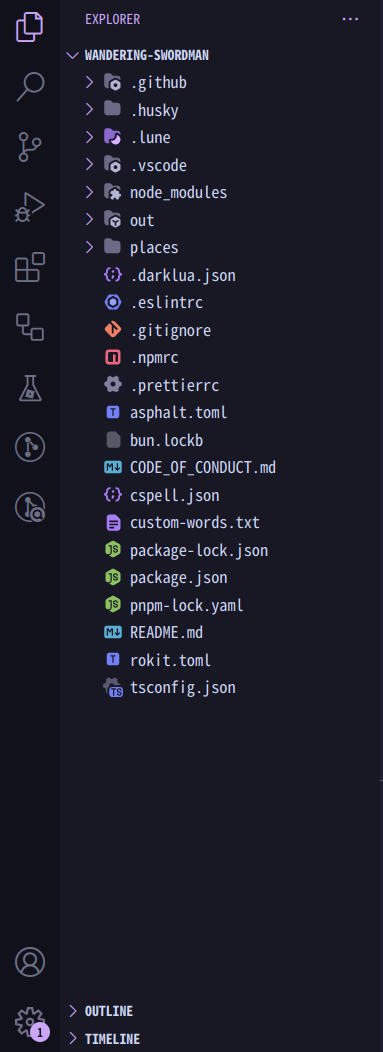 EXPLORER
WANDERING-SWORDMAN
.github
.husky
.lune
.vscode
node_modules
out
places
.darklua.json
.eslintrc
.gitignore
.npmrc
.prettierrc
asphalt.toml
bun.lockb
CODE_OF_CONDUCT.md
cspell.json
custom-words.txt
package-lock.json
package.json
pnpm-lock.yaml
README.md
rokit.toml
tsconfig.json
1
OUTLINE
TIMELINE